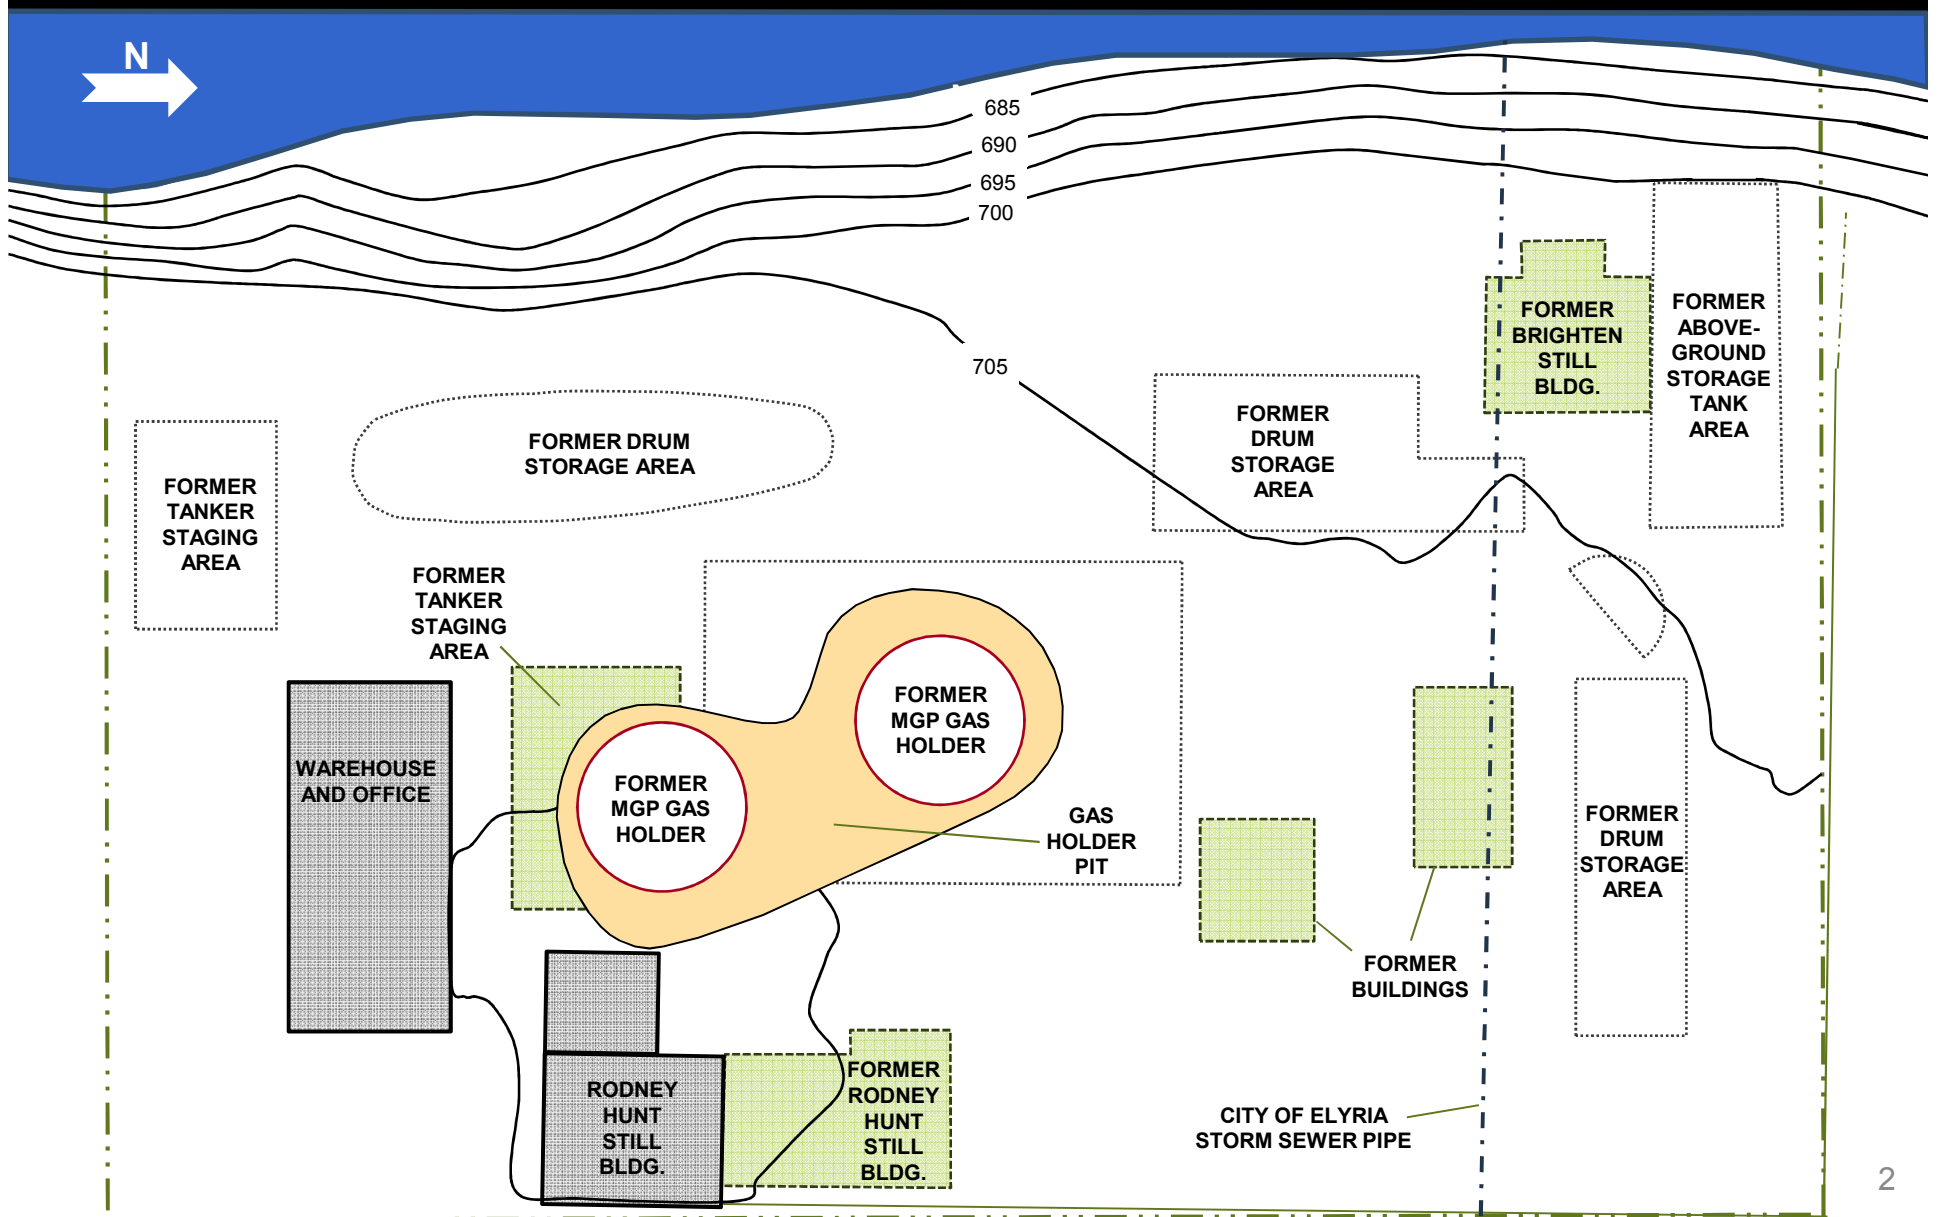 N
685
690
695
700
705
FORMER
BRIGHTEN
STILL
BLDG.
FORMER
ABOVE-
GROUND
STORAGE
TANK
AREA
FORMER
DRUM
STORAGE
AREA
FORMER DRUM
STORAGE AREA
FORMER
TANKER
STAGING
AREA
FORMER
TANKER
STAGING
AREA
FORMER
MGP GAS
HOLDER
WAREHOUSE
AND OFFICE
FORMER
MGP GAS
HOLDER
GAS
HOLDER
PIT
FORMER
DRUM
STORAGE
AREA
FORMER
BUILDINGS
RODNEY
HUNT
STILL
BLDG.
FORMER
RODNEY
HUNT
STILL
BLDG.
CITY OF ELYRIA
STORM SEWER PIPE
2